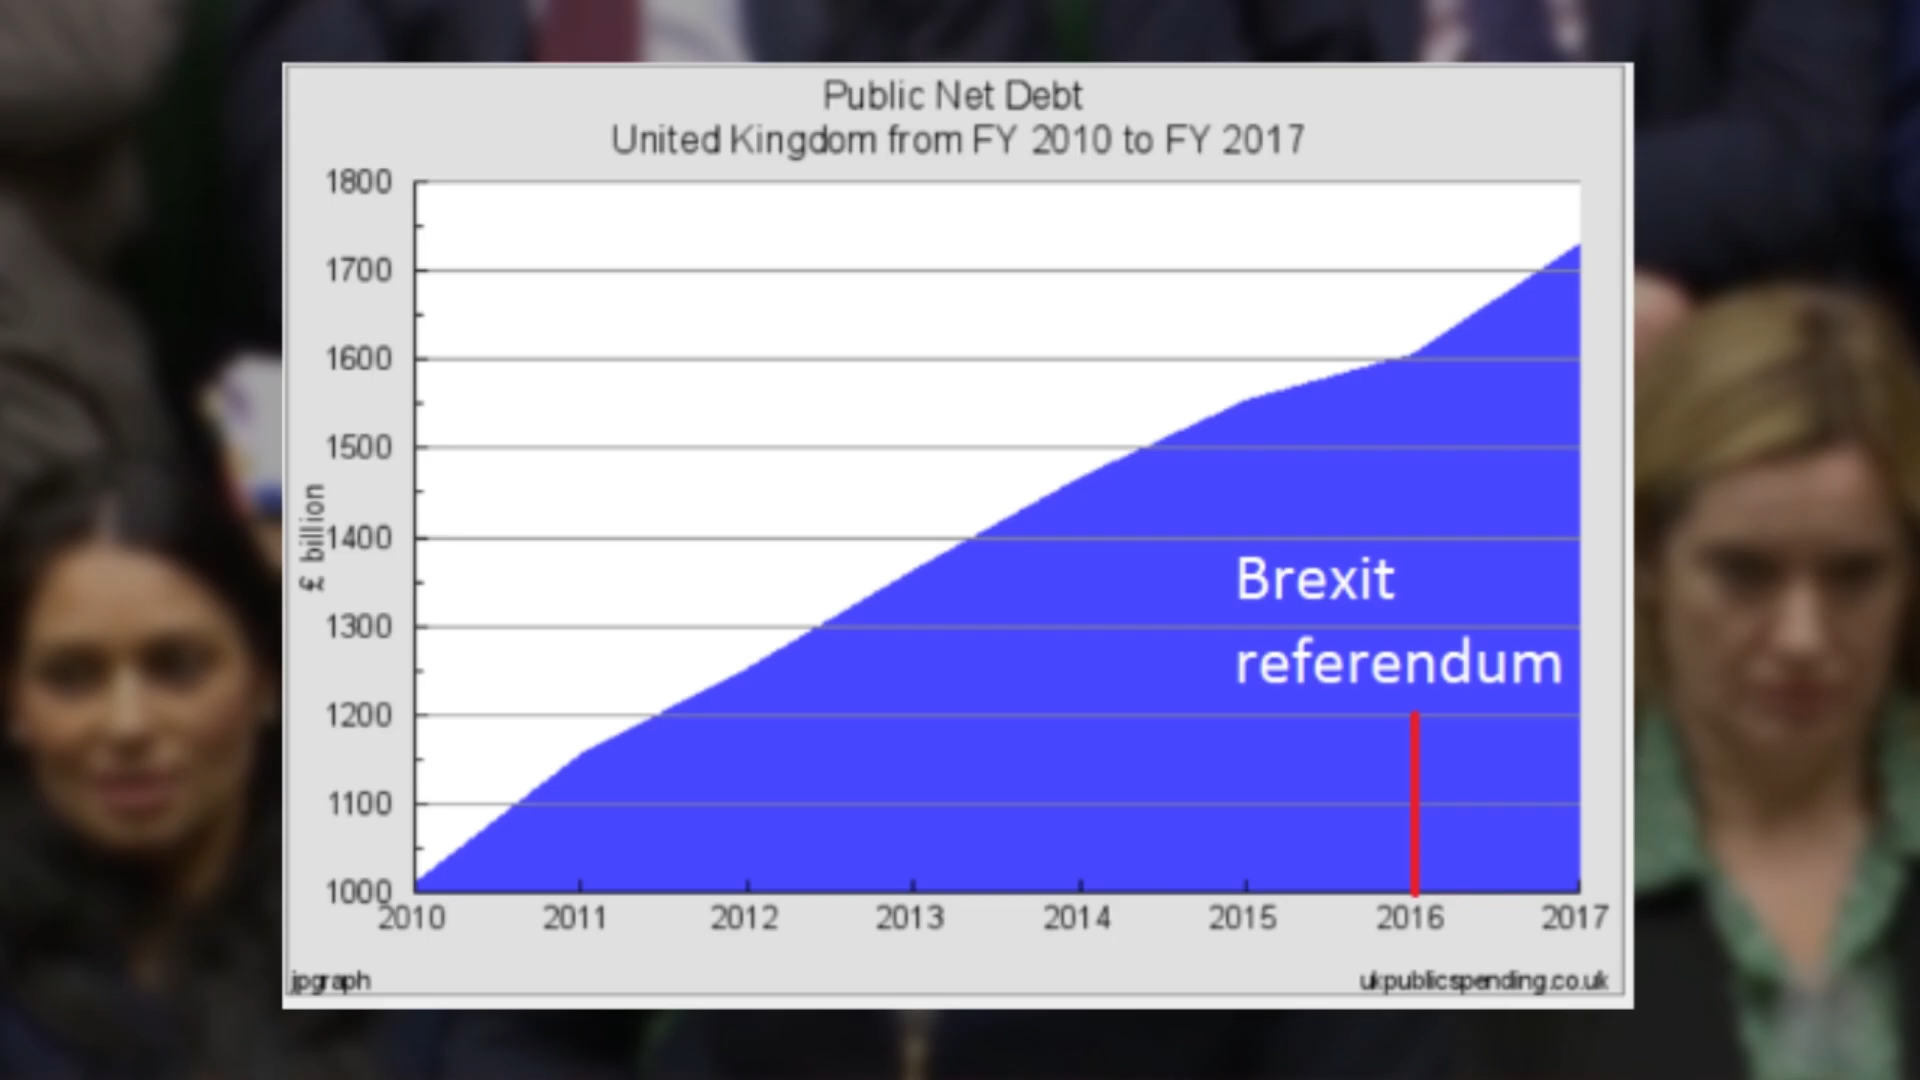 Public Net Debt
United Kingdom from FY 2010 to FY 2017
1800
1700
1600
1500
1400
1300
1200
1100
1000
£ billion
Brexit
referendum
2010 2011 2012 2013 2014 2015 2016 2017
jpgraph
ukpublicspending.co.uk